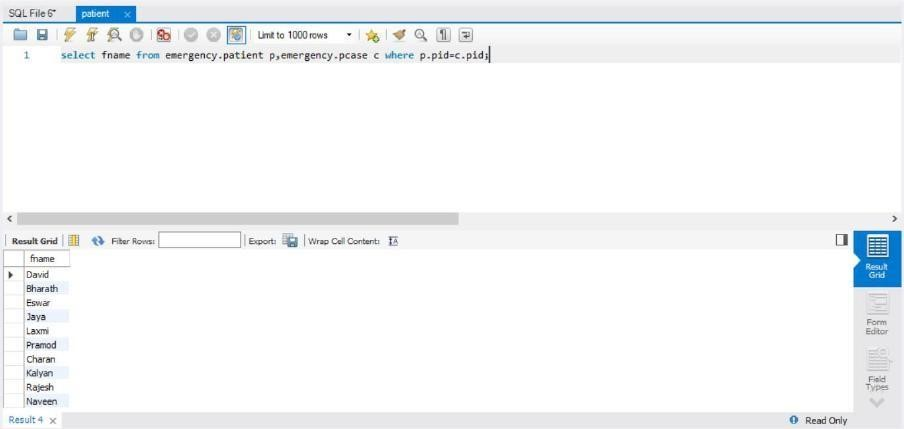 SQL File 6* patient ×
Limit to 1000 rows
1 select fname from emergency.patient p,emergency.pcase c where p.pid=c.pid;
Result Grid Filter Rows: Export: Wrap Cell Content:
fname
David
Bharath
Eswar
Jaya
Laxmi
Pramod
Charan
Kalyan
Rajesh
Naveen
Result
Grid
Form
Editor
Field
Types
Result 4 × Read Only